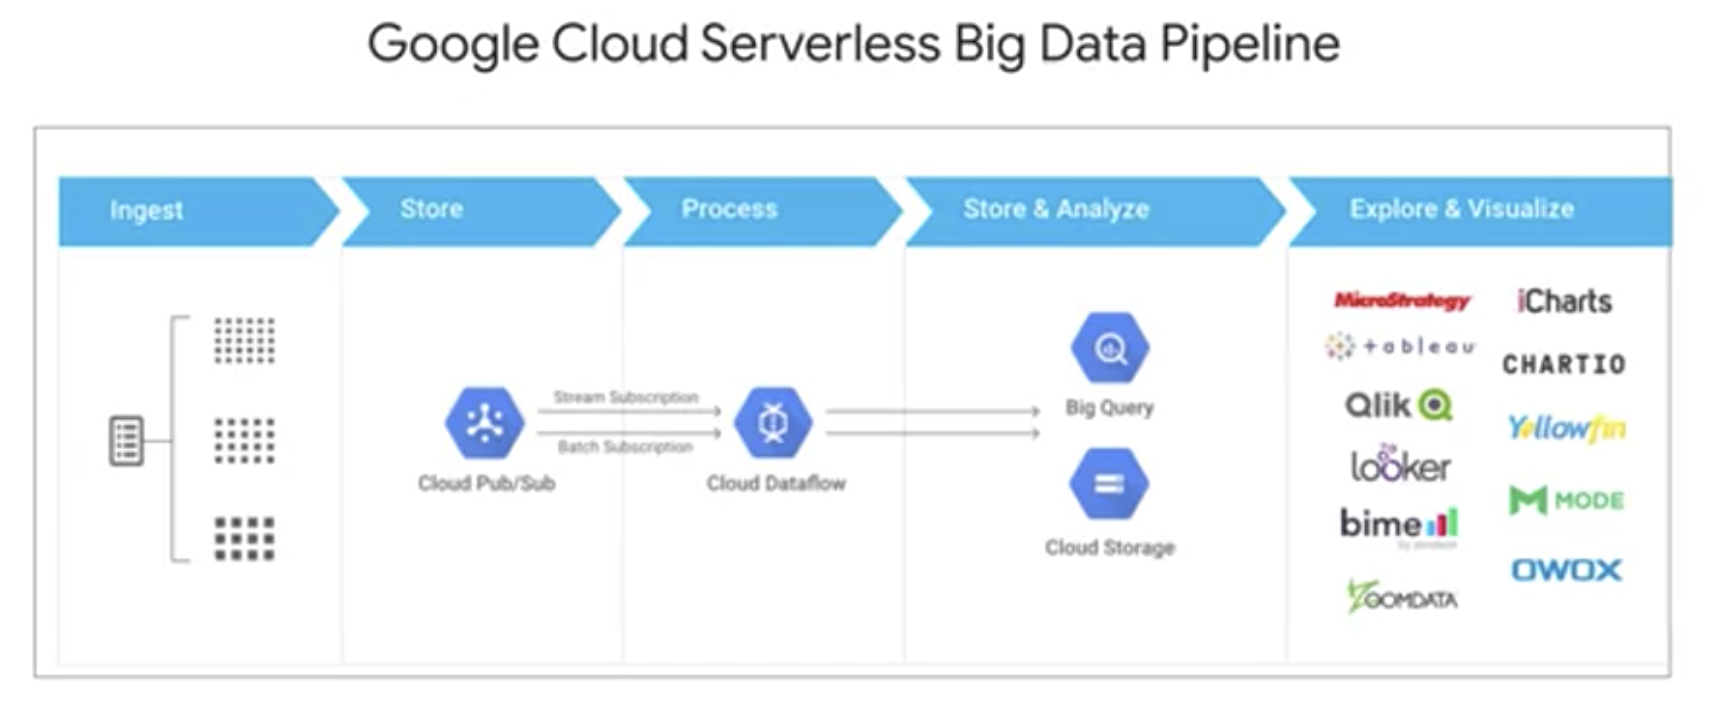 Google Cloud Serverless Big Data Pipeline
Ingest
Store
Process
Store & Analyze
Explore & Visualize
Stream Subscription
Batch Subscription
Cloud Pub/Sub
Cloud Dataflow
Big Query
Cloud Storage
MicroStrategy
iCharts
+ableau
CHARTIO
Qlik
Yellowfin
looker
MODE
bime
OWOX
ZOOMDATA